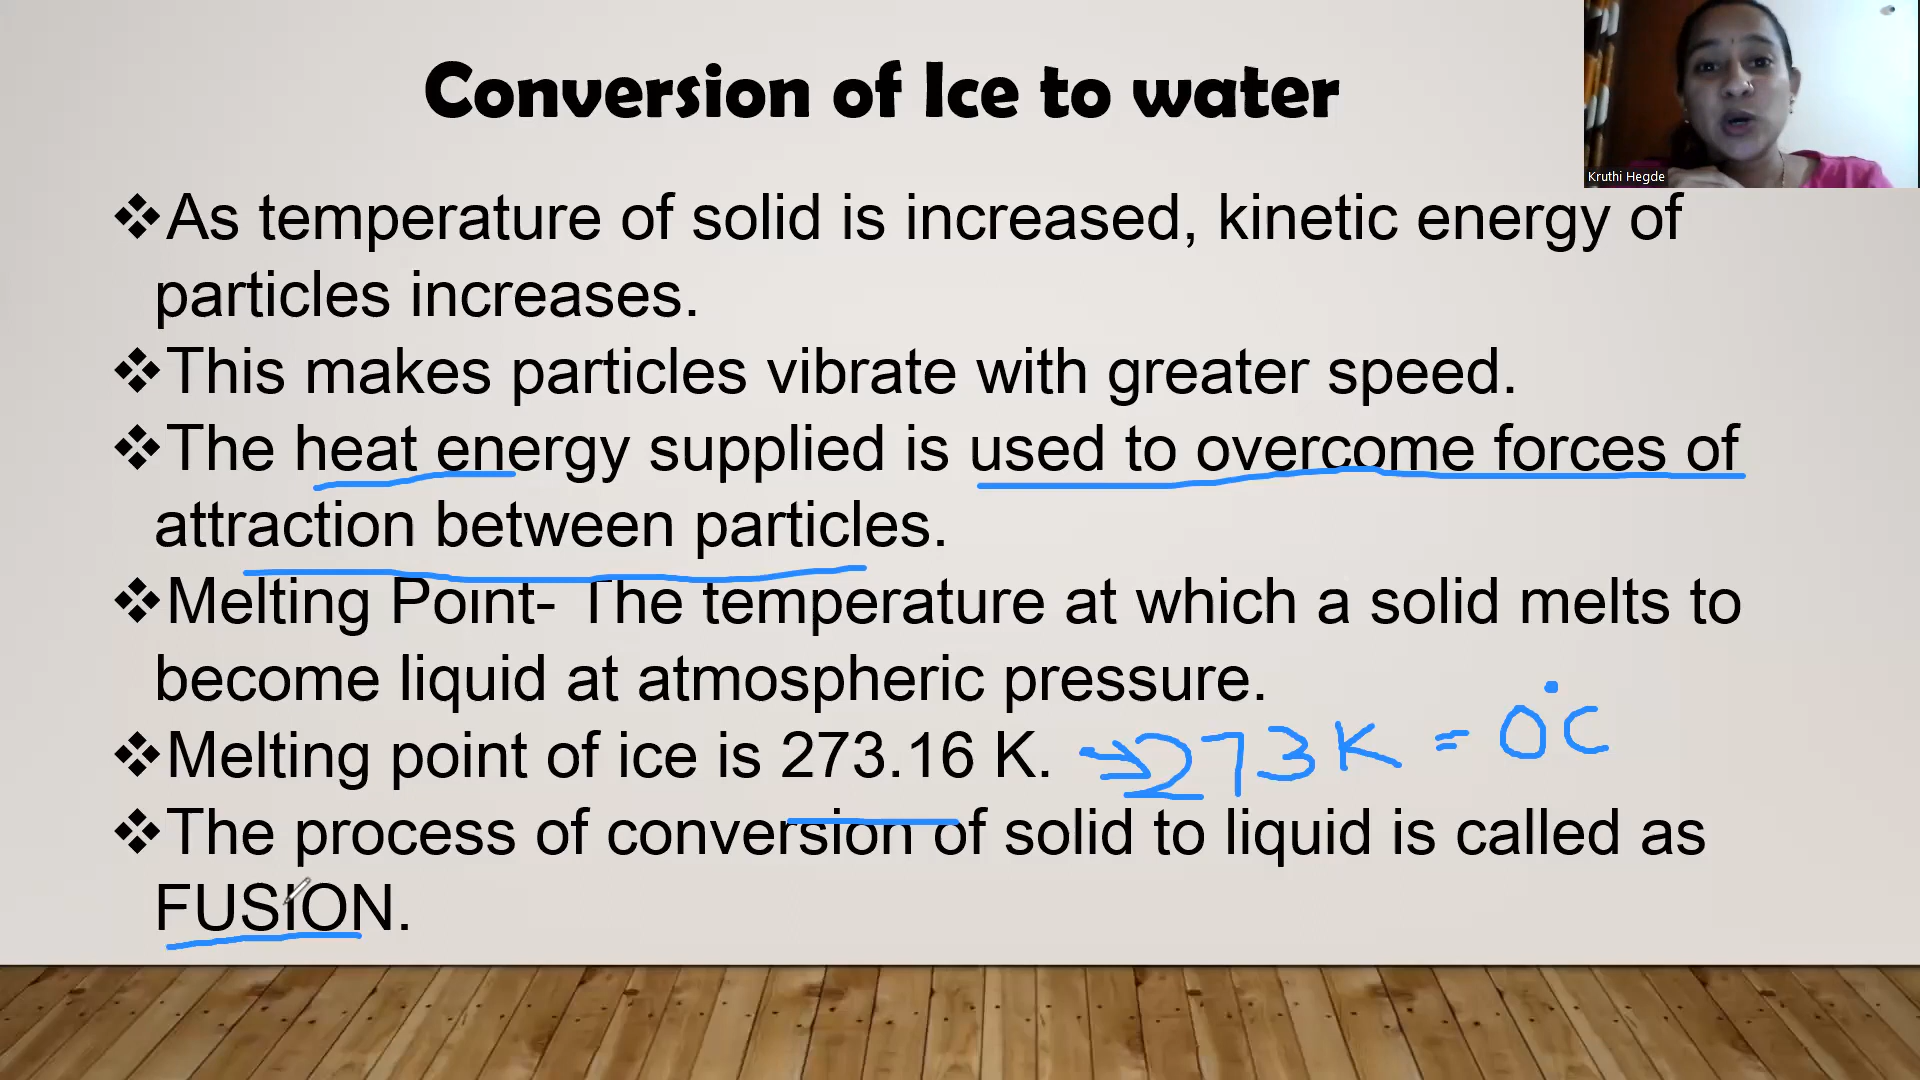 Conversion of Ice to water
Kruthi Hegde
❖As temperature of solid is increased, kinetic energy of
particles increases.
❖This makes particles vibrate with greater speed.
❖The heat energy supplied is used to overcome forces of
attraction between particles.
❖Melting Point- The temperature at which a solid melts to
become liquid at atmospheric pressure.
❖Melting point of ice is 273.16 K. → 273 K = 0°C
❖The process of conversion of solid to liquid is called as
FUSION.